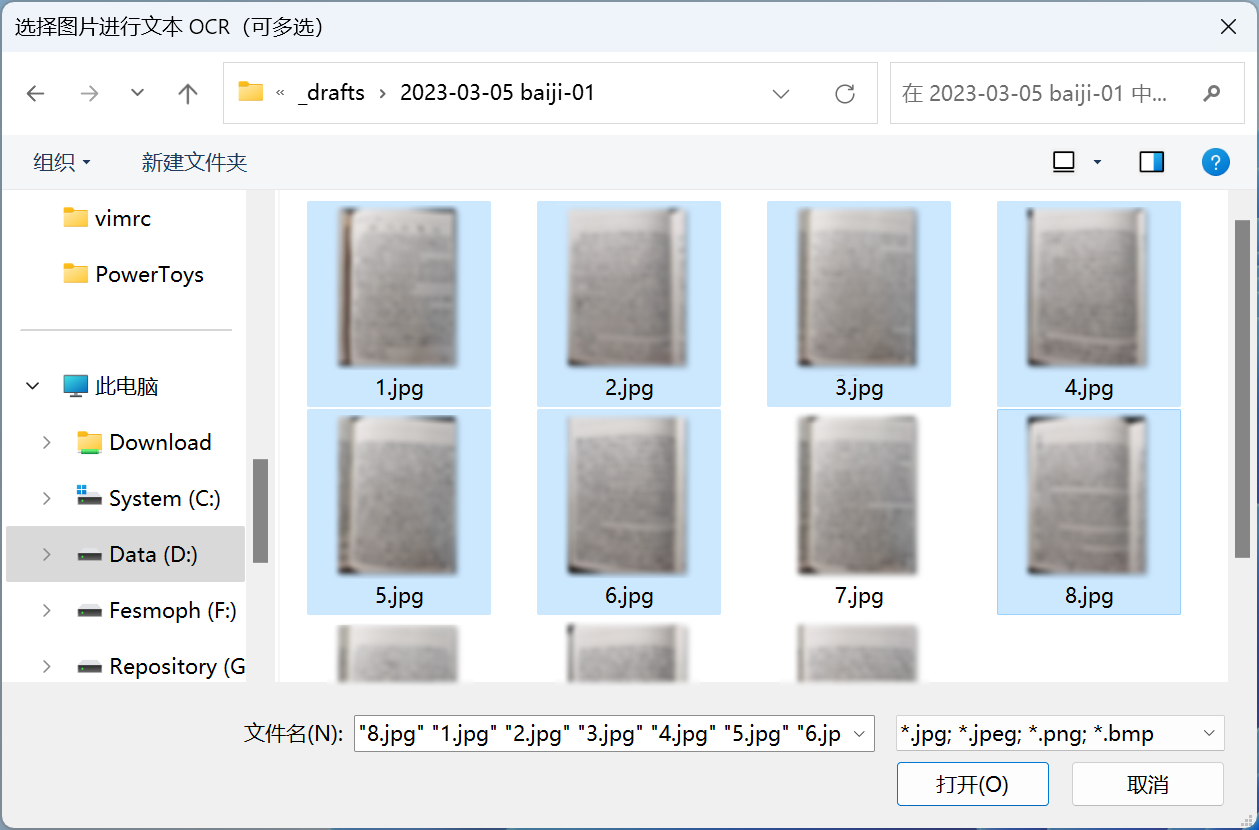 选择图片进行文本 OCR（可多选）
« _drafts › 2023-03-05 baiji-01
在 2023-03-05 baiji-01 中...
组织
新建文件夹
vimrc
PowerToys
此电脑
Download
System (C:)
Data (D:)
Fesmoph (F:)
Repository (G
1.jpg
2.jpg
3.jpg
4.jpg
5.jpg
6.jpg
7.jpg
8.jpg
文件名(N):
"8.jpg" "1.jpg" "2.jpg" "3.jpg" "4.jpg" "5.jpg" "6.jp
*.jpg; *.jpeg; *.png; *.bmp
打开(O)
取消